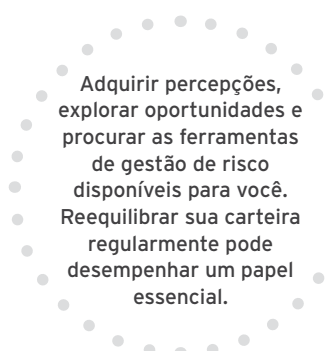 Adquirir percepções,
explorar oportunidades e
procurar as ferramentas
de gestão de risco
disponíveis para você.
Reequilibrar sua carteira
regularmente pode
desempenhar um papel
essencial.